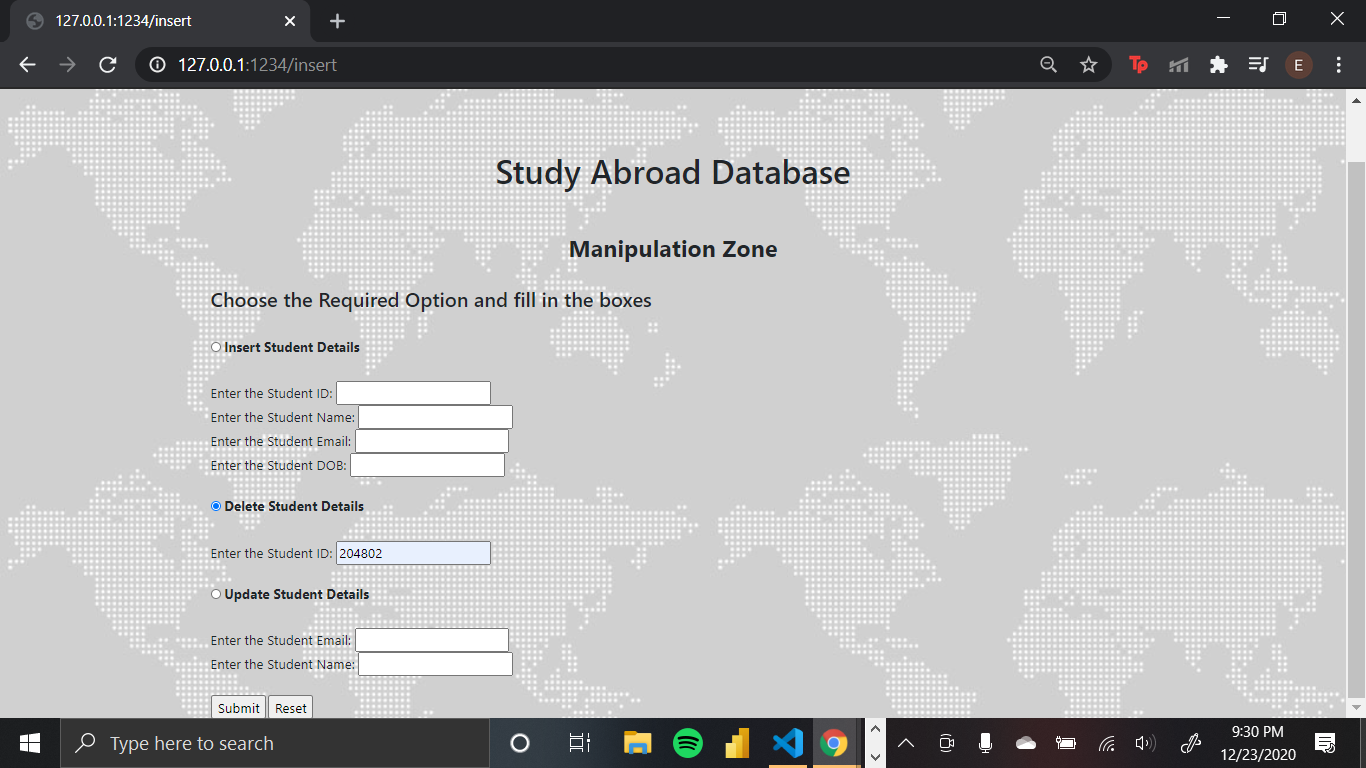 127.0.0.1:1234/insert
127.0.0.1:1234/insert
Tp
E
Study Abroad Database
Manipulation Zone
Choose the Required Option and fill in the boxes
Insert Student Details
Enter the Student ID:
Enter the Student Name:
Enter the Student Email:
Enter the Student DOB:
Delete Student Details
Enter the Student ID: 204802
Update Student Details
Enter the Student Email:
Enter the Student Name:
Submit Reset
Type here to search
9:30 PM
12/23/2020